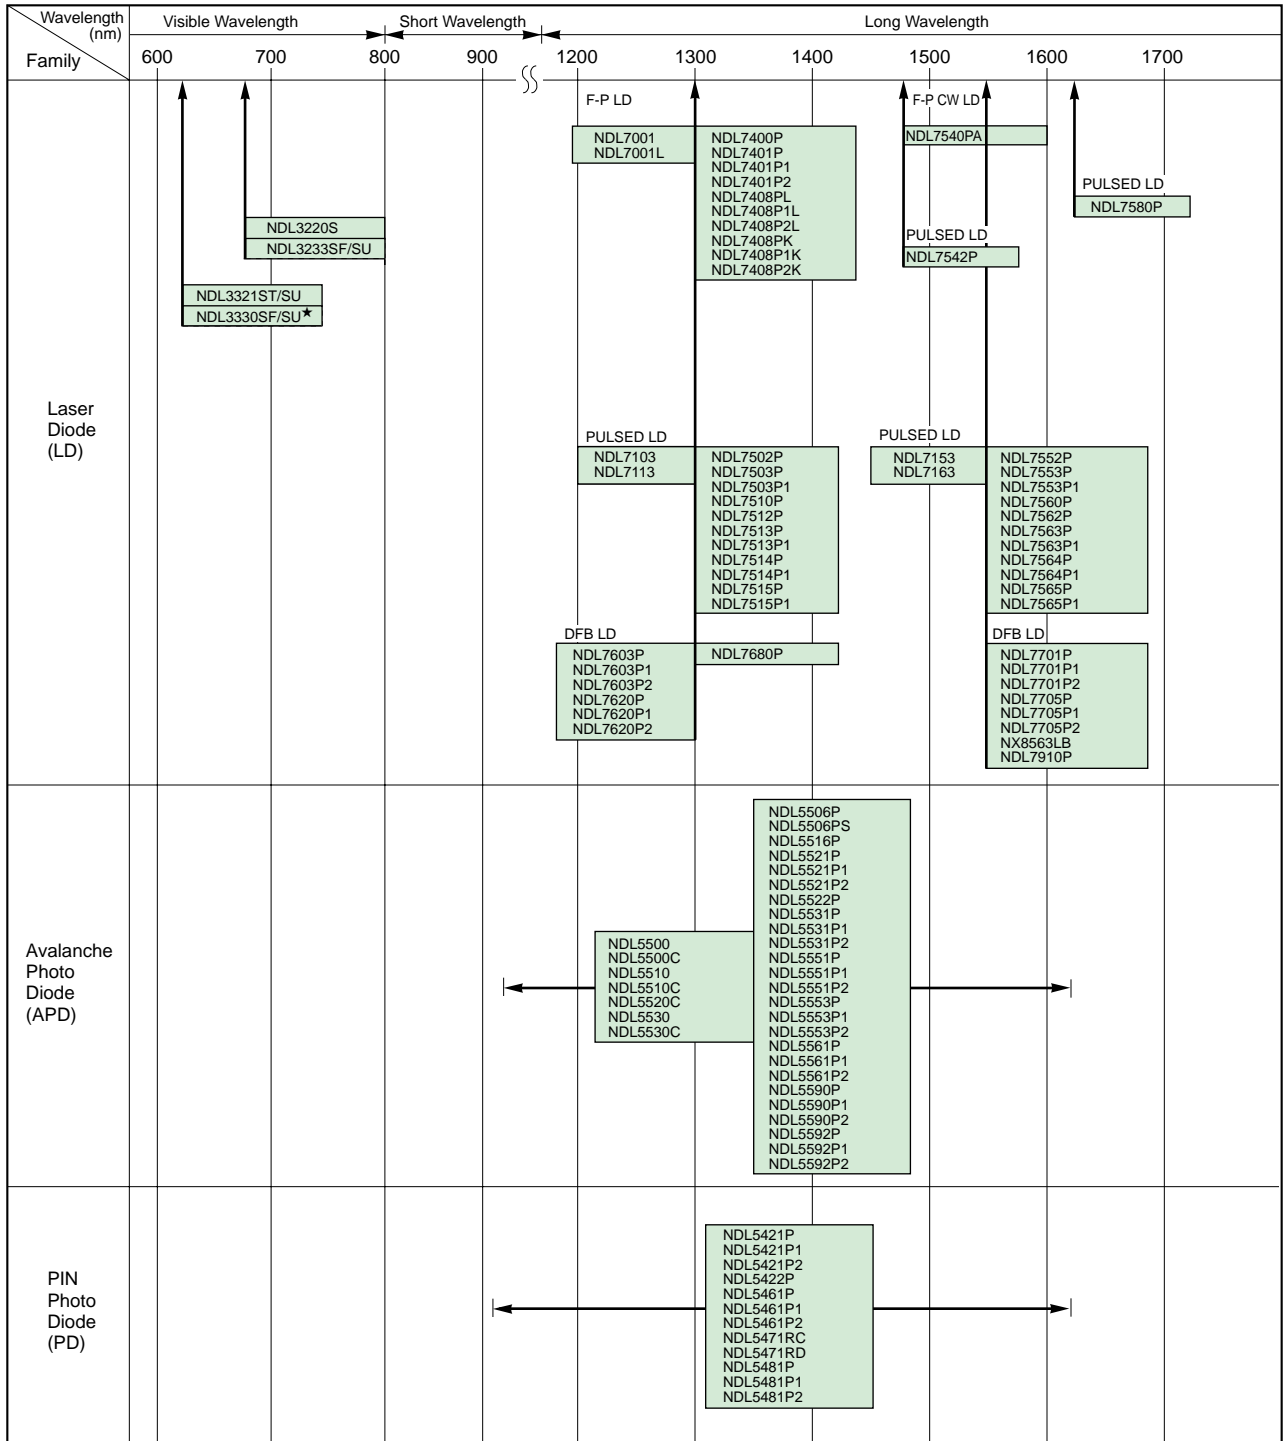 Wavelength
(nm)
Family
Visible Wavelength
Short Wavelength
Long Wavelength
600 700 800 900 1200 1300 1400 1500 1600 1700
Laser
Diode
(LD)
NDL3220S
NDL3233SF/SU
NDL3321ST/SU
NDL3330SF/SU★
F-P LD
NDL7001
NDL7001L
NDL7400P
NDL7401P
NDL7401P1
NDL7401P2
NDL7408PL
NDL7408P1L
NDL7408P2L
NDL7408PK
NDL7408P1K
NDL7408P2K
F-P CW LD
NDL7540PA
PULSED LD
NDL7542P
PULSED LD
NDL7580P
PULSED LD
NDL7103
NDL7113
NDL7502P
NDL7503P
NDL7503P1
NDL7510P
NDL7512P
NDL7513P
NDL7513P1
NDL7514P
NDL7514P1
NDL7515P
NDL7515P1
PULSED LD
NDL7153
NDL7163
NDL7552P
NDL7553P
NDL7553P1
NDL7560P
NDL7562P
NDL7563P
NDL7563P1
NDL7564P
NDL7564P1
NDL7565P
NDL7565P1
DFB LD
NDL7603P
NDL7603P1
NDL7603P2
NDL7620P
NDL7620P1
NDL7620P2
NDL7680P
DFB LD
NDL7701P
NDL7701P1
NDL7701P2
NDL7705P
NDL7705P1
NDL7705P2
NX8563LB
NDL7910P
Avalanche
Photo
Diode
(APD)
NDL5500
NDL5500C
NDL5510
NDL5510C
NDL5520C
NDL5530
NDL5530C
NDL5506P
NDL5506PS
NDL5516P
NDL5521P
NDL5521P1
NDL5521P2
NDL5522P
NDL5531P
NDL5531P1
NDL5531P2
NDL5551P
NDL5551P1
NDL5551P2
NDL5553P
NDL5553P1
NDL5553P2
NDL5561P
NDL5561P1
NDL5561P2
NDL5590P
NDL5590P1
NDL5590P2
NDL5592P
NDL5592P1
NDL5592P2
PIN
Photo
Diode
(PD)
NDL5421P
NDL5421P1
NDL5421P2
NDL5422P
NDL5461P
NDL5461P1
NDL5461P2
NDL5471RC
NDL5471RD
NDL5481P
NDL5481P1
NDL5481P2